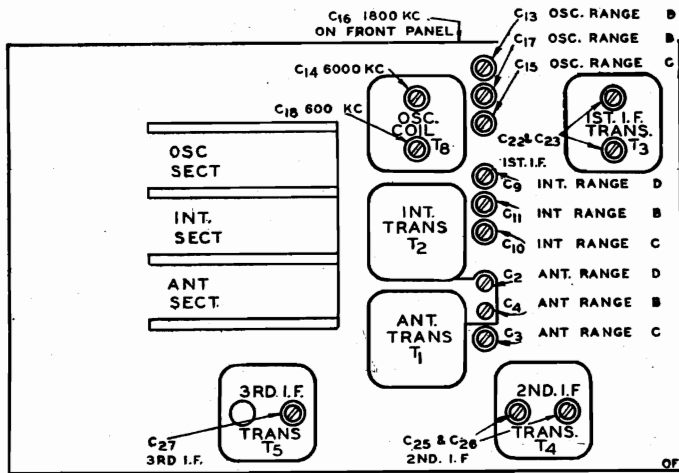 C16 1800 KC
ON FRONT PANEL
C13 OSC. RANGE D
C17 OSC. RANGE B
C15 OSC. RANGE C
C14 6000 KC
C18 600 KC
OSC.
COIL
T8
1ST. I.F.
TRANS.
T3
C22 & C23
1ST. I.F.
OSC
SECT
INT.
SECT
ANT
SECT.
C9 INT. RANGE D
C11 INT RANGE B
C10 INT RANGE C
INT.
TRANS
T2
C2 ANT. RANGE D
C4 ANT RANGE B
C3 ANT RANGE C
ANT.
TRANS
T1
3RD. I.F.
TRANS
T5
C27
3RD I.F.
2ND. I.F
TRANS.
T4
C25 & C26
2ND. I.F
OF